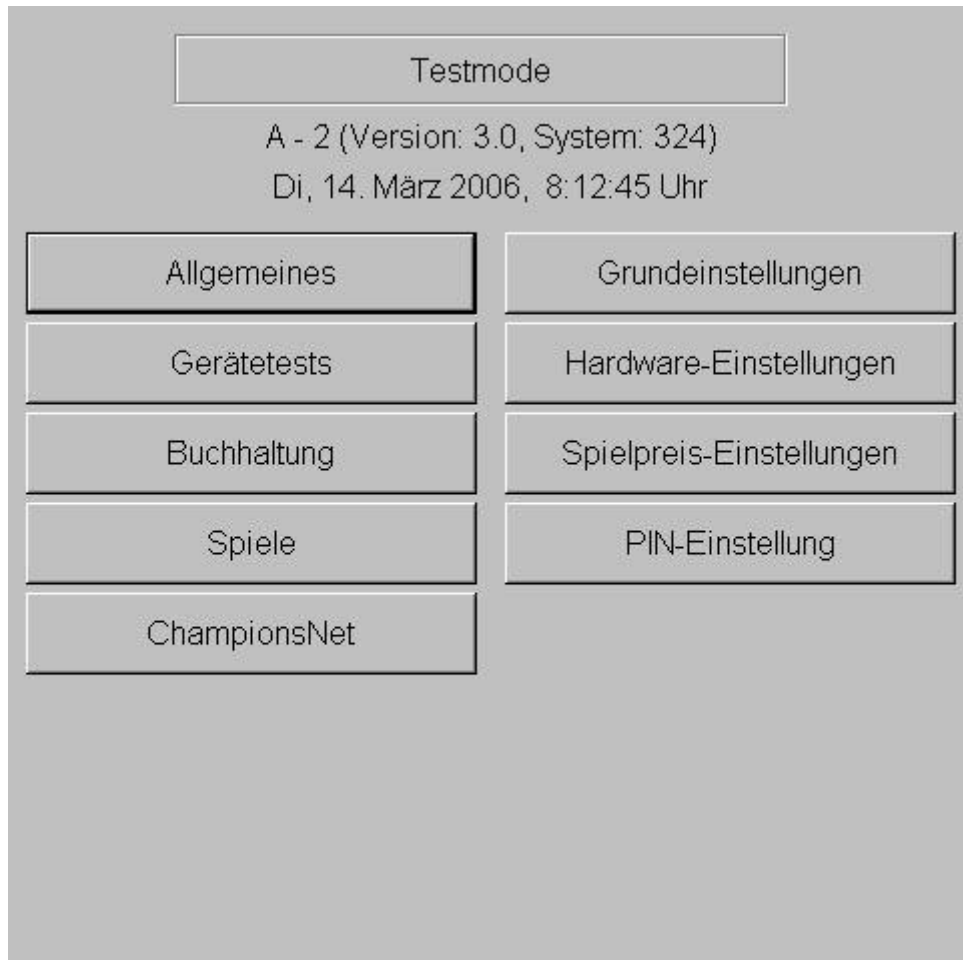 Testmode
A - 2 (Version: 3.0, System: 324)
Di, 14. März 2006, 8:12:45 Uhr
Allgemeines
Grundeinstellungen
Gerätetests
Hardware-Einstellungen
Buchhaltung
Spielpreis-Einstellungen
Spiele
PIN-Einstellung
ChampionsNet